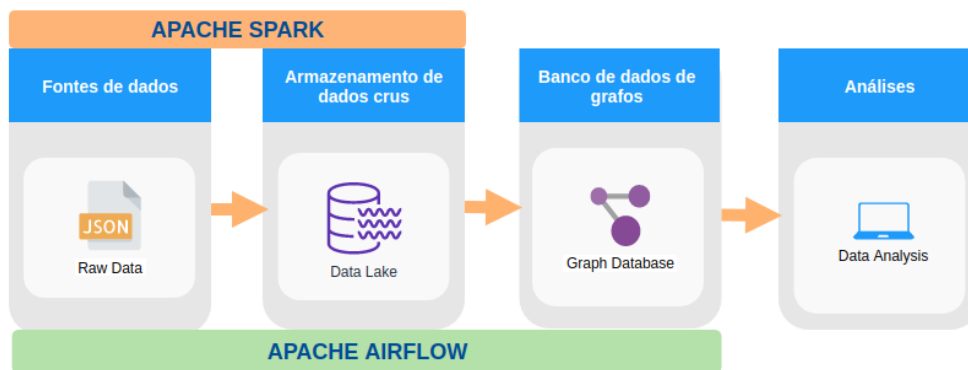 APACHE SPARK
Fontes de dados
Armazenamento de
dados crus
Banco de dados de
grafos
Análises
JSON
Raw Data
Data Lake
Graph Database
Data Analysis
APACHE AIRFLOW